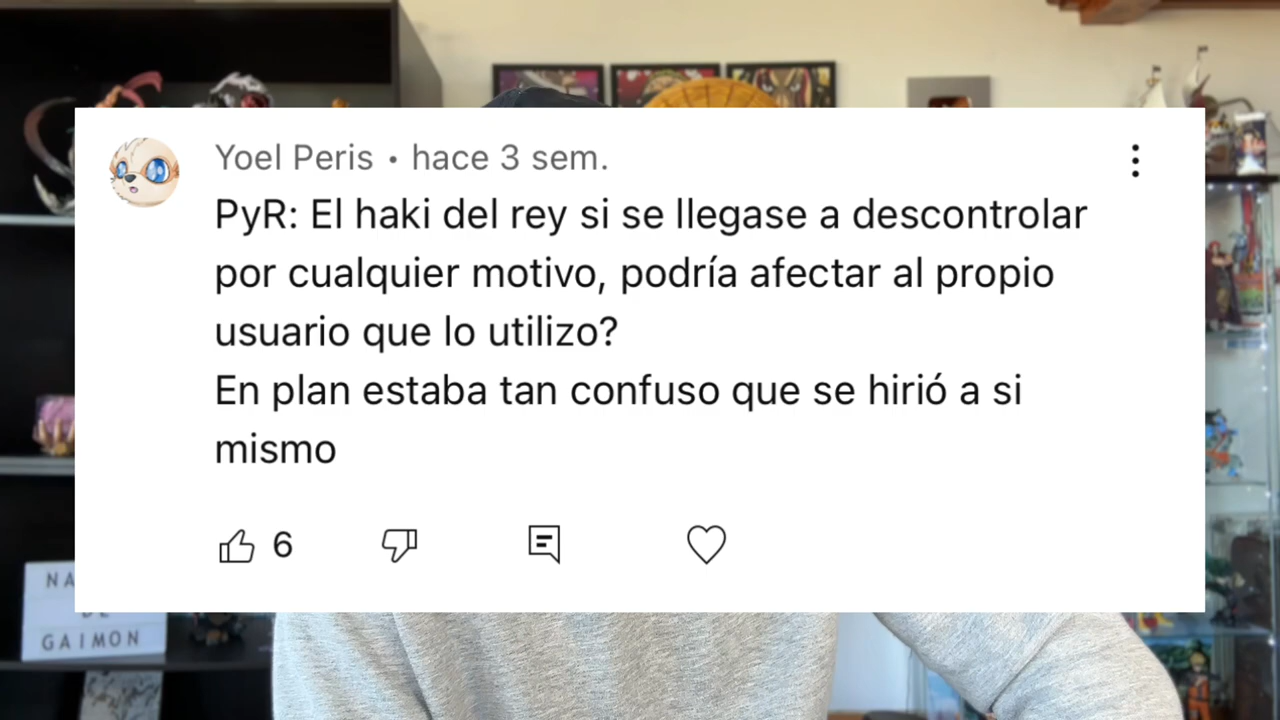 Yoel Peris • hace 3 sem.
PyR: El haki del rey si se llegase a descontrolar
por cualquier motivo, podría afectar al propio
usuario que lo utilizo?
En plan estaba tan confuso que se hirió a si
mismo
6
NA
DE
GAIMON